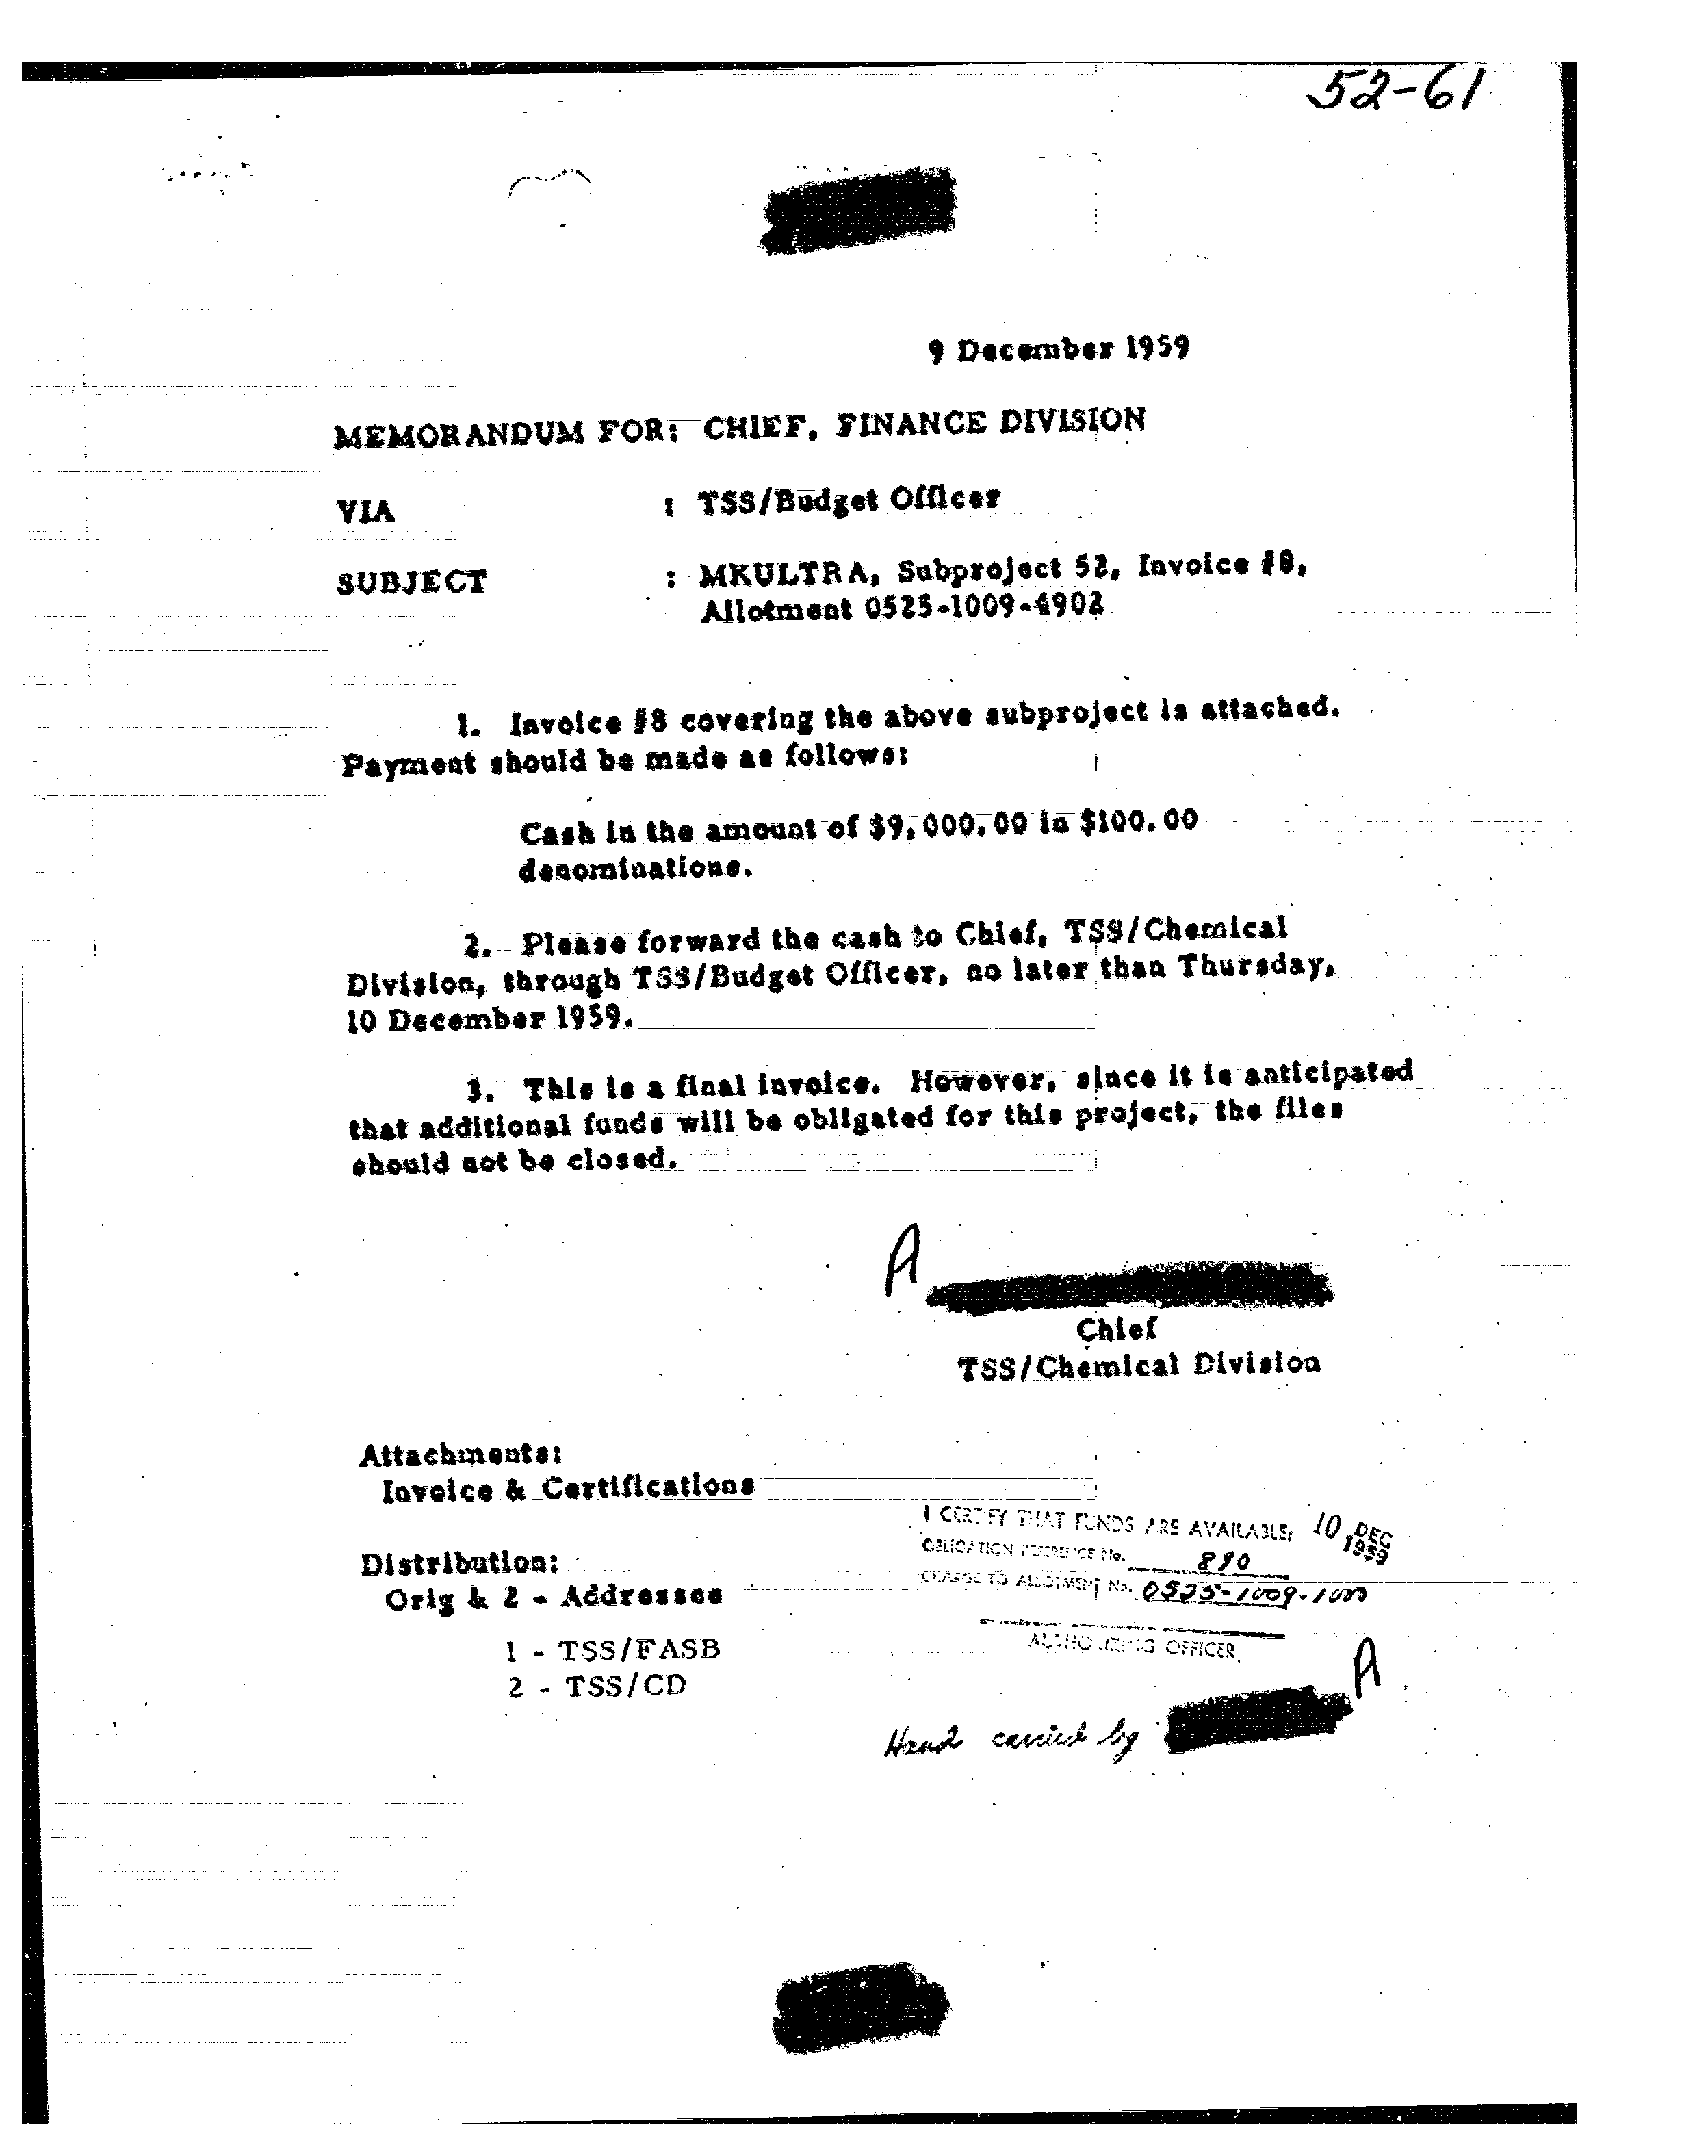 52-61
9 December 1959
MEMORANDUM FOR: CHIEF, FINANCE DIVISION
VIA : TSS/Budget Officer
SUBJECT : MKULTRA, Subproject 52, Invoice #8,
Allotment 0525-1009-4902
1. Invoice #8 covering the above subproject is attached.
Payment should be made as follows:
Cash in the amount of $9,000.00 in $100.00
denominations.
2. Please forward the cash to Chief, TSS/Chemical
Division, through TSS/Budget Officer, no later than Thursday,
10 December 1959.
3. This is a final invoice. However, since it is anticipated
that additional funds will be obligated for this project, the files
should not be closed.
A
Chief
TSS/Chemical Division
Attachments:
Invoice & Certifications
I CERTIFY THAT FUNDS ARE AVAILABLE: 10 DEC 1959
OBLIGATION REFERENCE No. 890
CHARGE TO ALLOTMENT No. 0525-1009-
AUTHORIZING OFFICER
Distribution:
Orig & 2 - Addressee
1 - TSS/FASB
2 - TSS/CD
A
Hand carried by